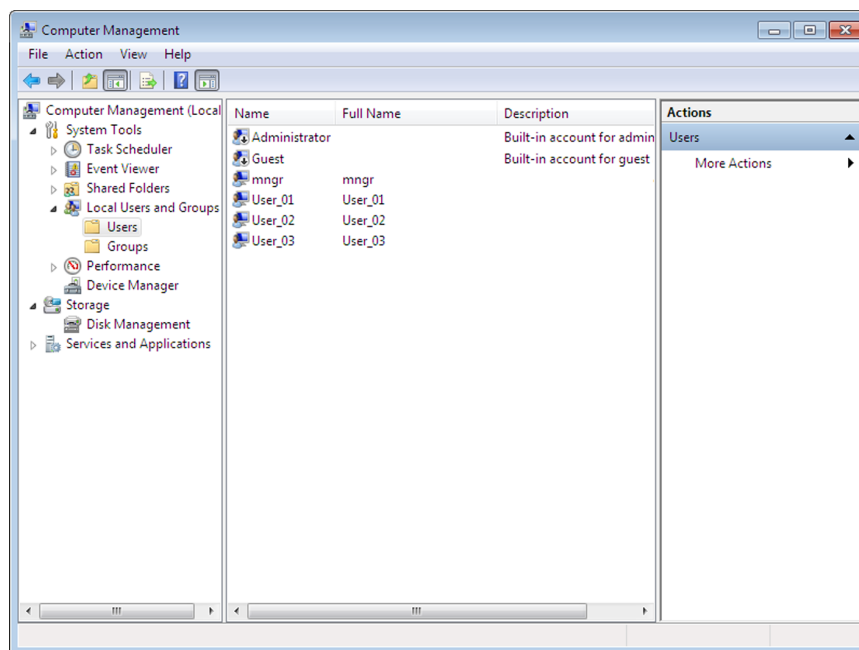 Computer Management
File Action View Help
Computer Management (Local
System Tools
Task Scheduler
Event Viewer
Shared Folders
Local Users and Groups
Users
Groups
Performance
Device Manager
Storage
Disk Management
Services and Applications
Name Full Name Description
Administrator Built-in account for admin
Guest Built-in account for guest
mngr mngr
User_01 User_01
User_02 User_02
User_03 User_03
Actions
Users
More Actions